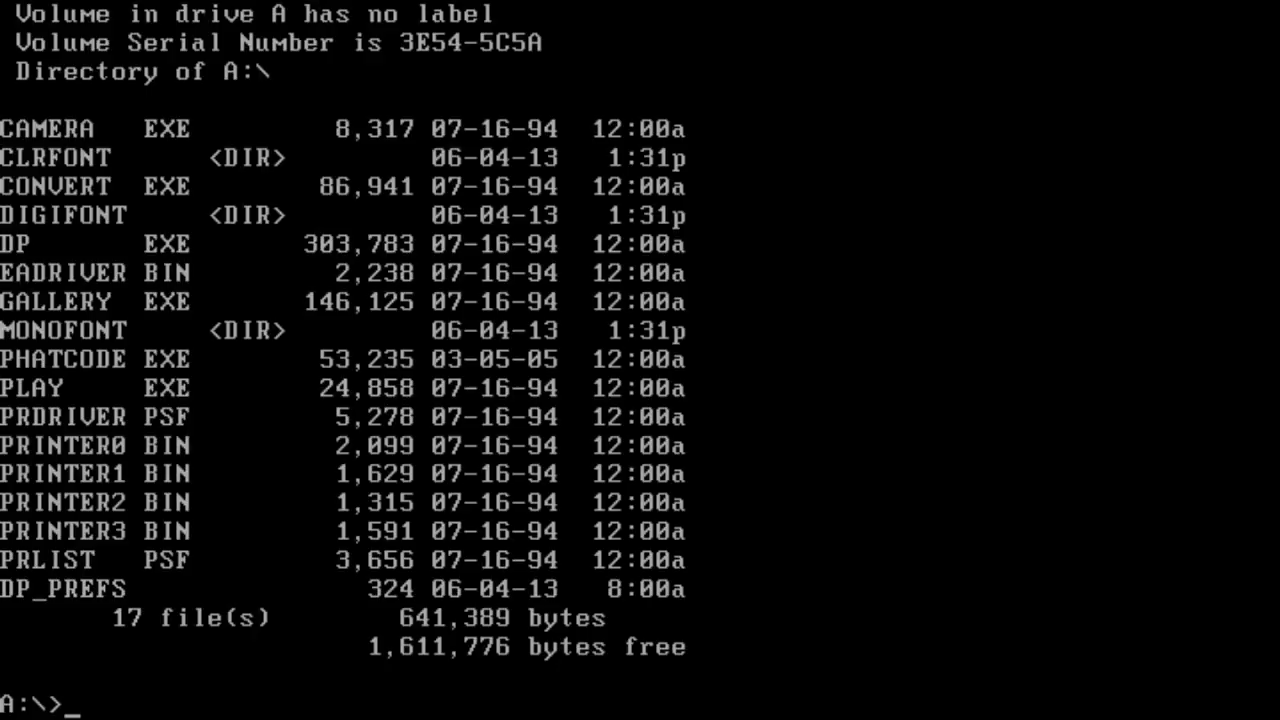 Volume in drive A has no label
Volume Serial Number is 3E54-5C5A
Directory of A:\
CAMERA   EXE         8,317 07-16-94  12:00a
CLRFONT      <DIR>         06-04-13   1:31p
CONVERT  EXE        86,941 07-16-94  12:00a
DIGIFONT     <DIR>         06-04-13   1:31p
DP       EXE       303,783 07-16-94  12:00a
EADRIVER BIN         2,238 07-16-94  12:00a
GALLERY  EXE       146,125 07-16-94  12:00a
MONOFONT     <DIR>         06-04-13   1:31p
PHATCODE EXE        53,235 03-05-05  12:00a
PLAY     EXE        24,858 07-16-94  12:00a
PRDRIVER PSF         5,278 07-16-94  12:00a
PRINTER0 BIN         2,099 07-16-94  12:00a
PRINTER1 BIN         1,629 07-16-94  12:00a
PRINTER2 BIN         1,315 07-16-94  12:00a
PRINTER3 BIN         1,591 07-16-94  12:00a
PRLIST   PSF         3,656 07-16-94  12:00a
DP_PREFS               324 06-04-13   8:00a
17 file(s)        641,389 bytes
1,611,776 bytes free
A:\>_